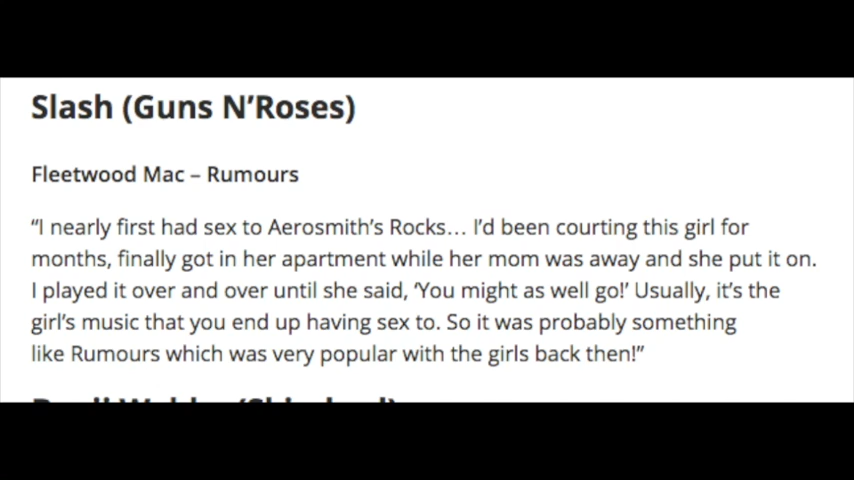 Slash (Guns N’Roses)
Fleetwood Mac – Rumours
“I nearly first had sex to Aerosmith’s Rocks… I’d been courting this girl for
months, finally got in her apartment while her mom was away and she put it on.
I played it over and over until she said, ‘You might as well go!’ Usually, it’s the
girl’s music that you end up having sex to. So it was probably something
like Rumours which was very popular with the girls back then!”